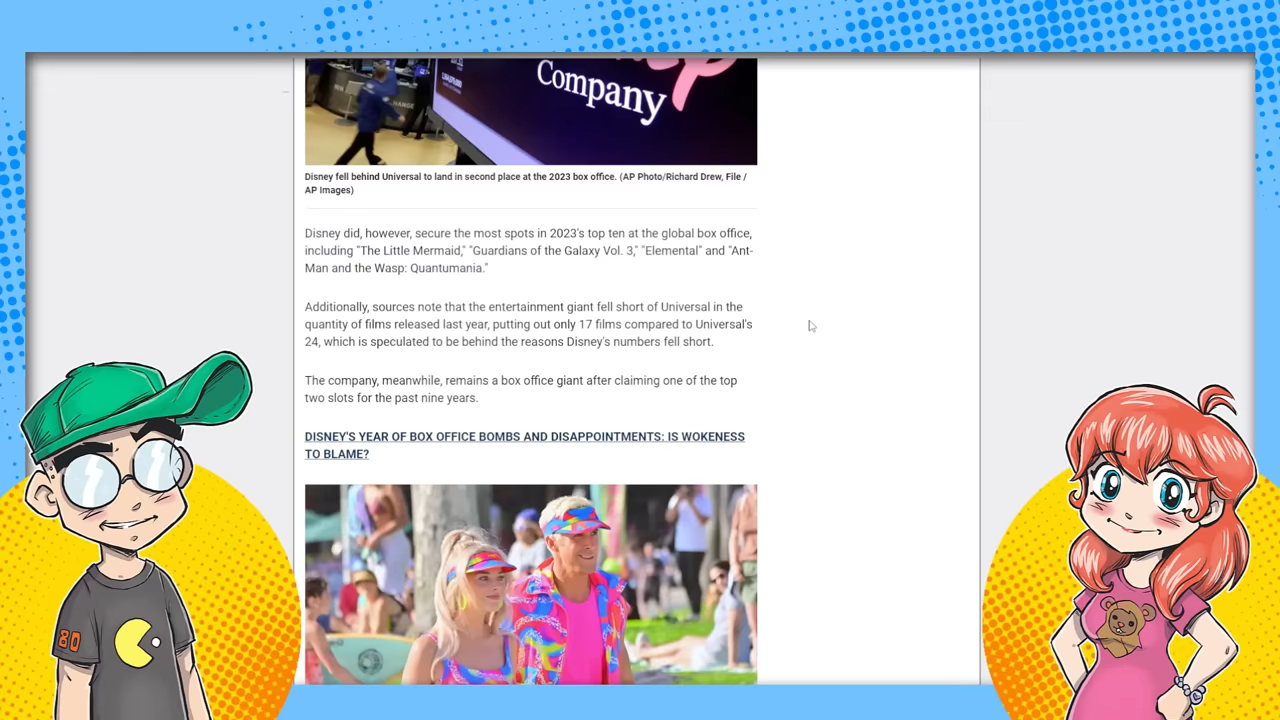 Company
Disney fell behind Universal to land in second place at the 2023 box office. (AP Photo/Richard Drew, File /
AP Images)
Disney did, however, secure the most spots in 2023's top ten at the global box office,
including "The Little Mermaid," "Guardians of the Galaxy Vol. 3," "Elemental" and "Ant-
Man and the Wasp: Quantumania."
Additionally, sources note that the entertainment giant fell short of Universal in the
quantity of films released last year, putting out only 17 films compared to Universal's
24, which is speculated to be behind the reasons Disney's numbers fell short.
The company, meanwhile, remains a box office giant after claiming one of the top
two slots for the past nine years.
DISNEY'S YEAR OF BOX OFFICE BOMBS AND DISAPPOINTMENTS: IS WOKENESS
TO BLAME?
80